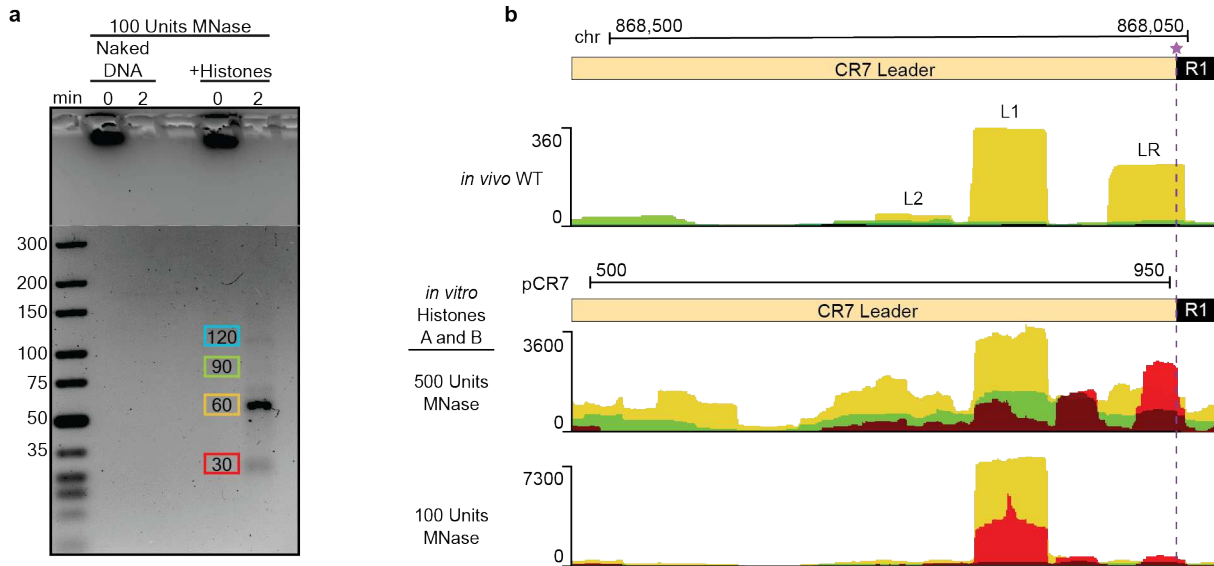 a
100 Units MNase
Naked
DNA
+Histones
min 0 2 0 2
300
200
150
100
75
50
35
120
90
60
30
b
chr
868,500 868,050
CR7 Leader R1
in vivo WT
360
0
L2
L1
LR
pCR7
500 950
CR7 Leader R1
in vitro
Histones
A and B
500 Units
MNase
3600
0
100 Units
MNase
7300
0